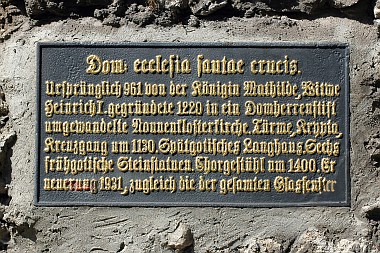 Dom: ecclesia santae crucis.
Ursprünglich 961 von der Königin Mathilde, Witwe
Heinrich I. gegründete 1220 in ein Domherrenstift
umgewandelte Nonnenklosterkirche. Türme, Krypta,
Kreuzgang um 1130. Spätgotisches Langhaus. Sechs
frühgotische Steinstatuen. Chorgestühl um 1400. Er
neuerung 1931, zugleich die der gesamten Glasfenster